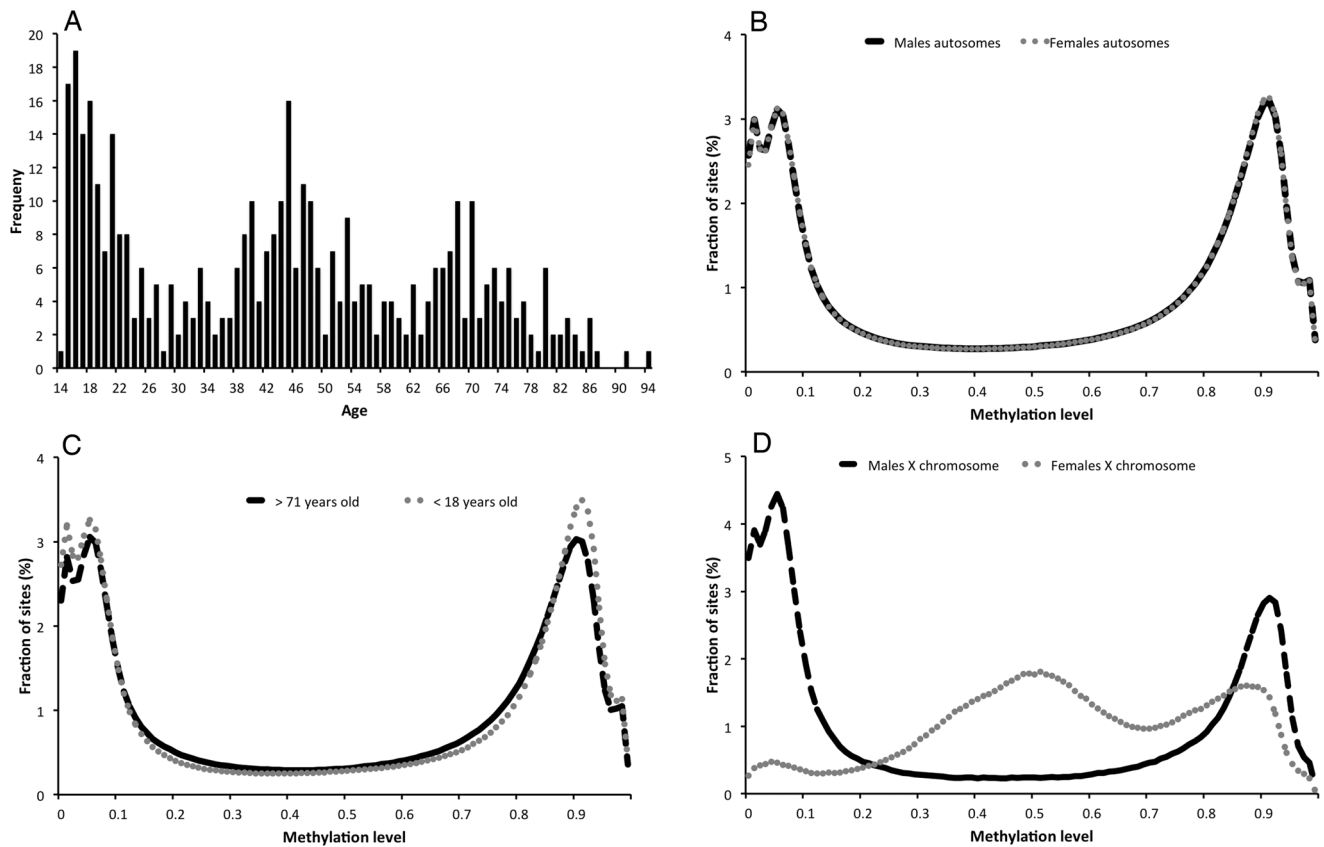 A
Frequeny
20
18
16
14
12
10
8
6
4
2
0
14 18 22 26 30 34 38 42 46 50 54 58 62 66 70 74 78 82 86 90 94
Age
B
Males autosomes Females autosomes
Fraction of sites (%)
4
3
2
1
0
0 0.1 0.2 0.3 0.4 0.5 0.6 0.7 0.8 0.9
Methylation level
C
> 71 years old < 18 years old
Fraction of sites (%)
4
3
2
1
0
0 0.1 0.2 0.3 0.4 0.5 0.6 0.7 0.8 0.9
Methylation level
D
Males X chromosome Females X chromosome
Fraction of sites (%)
5
4
3
2
1
0
0 0.1 0.2 0.3 0.4 0.5 0.6 0.7 0.8 0.9
Methylation level